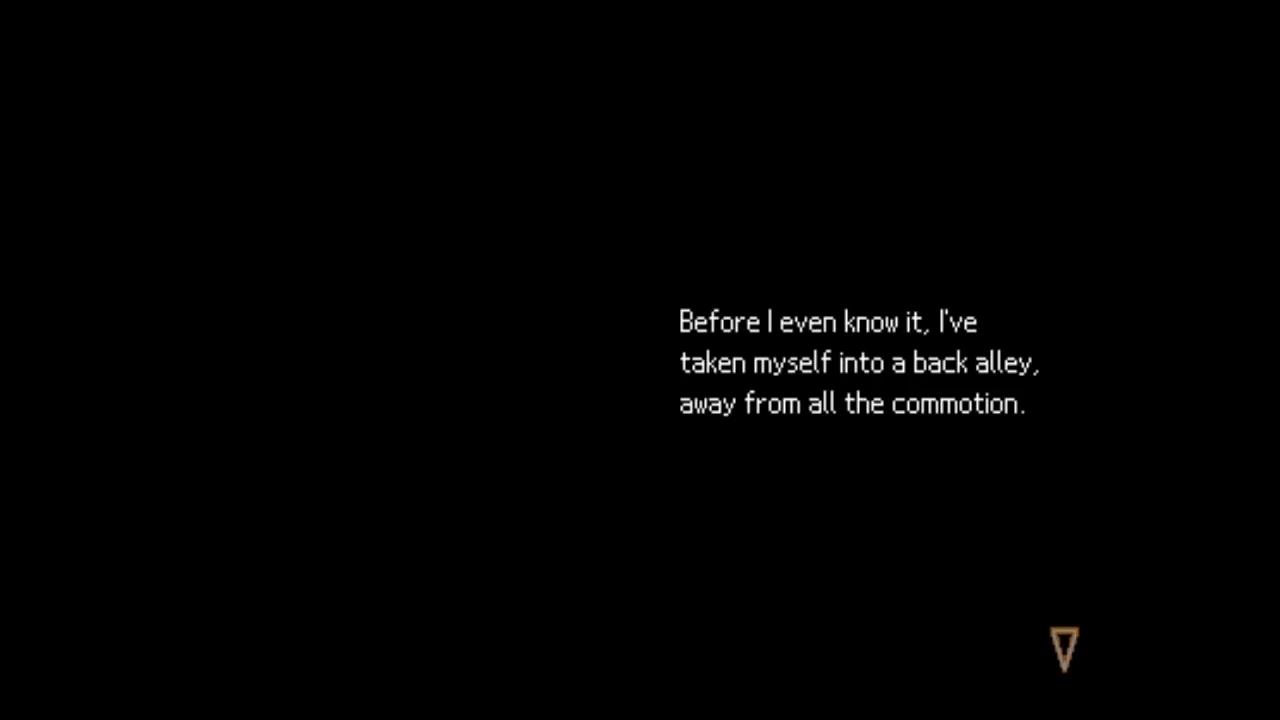 Before I even know it, I've
taken myself into a back alley,
away from all the commotion.